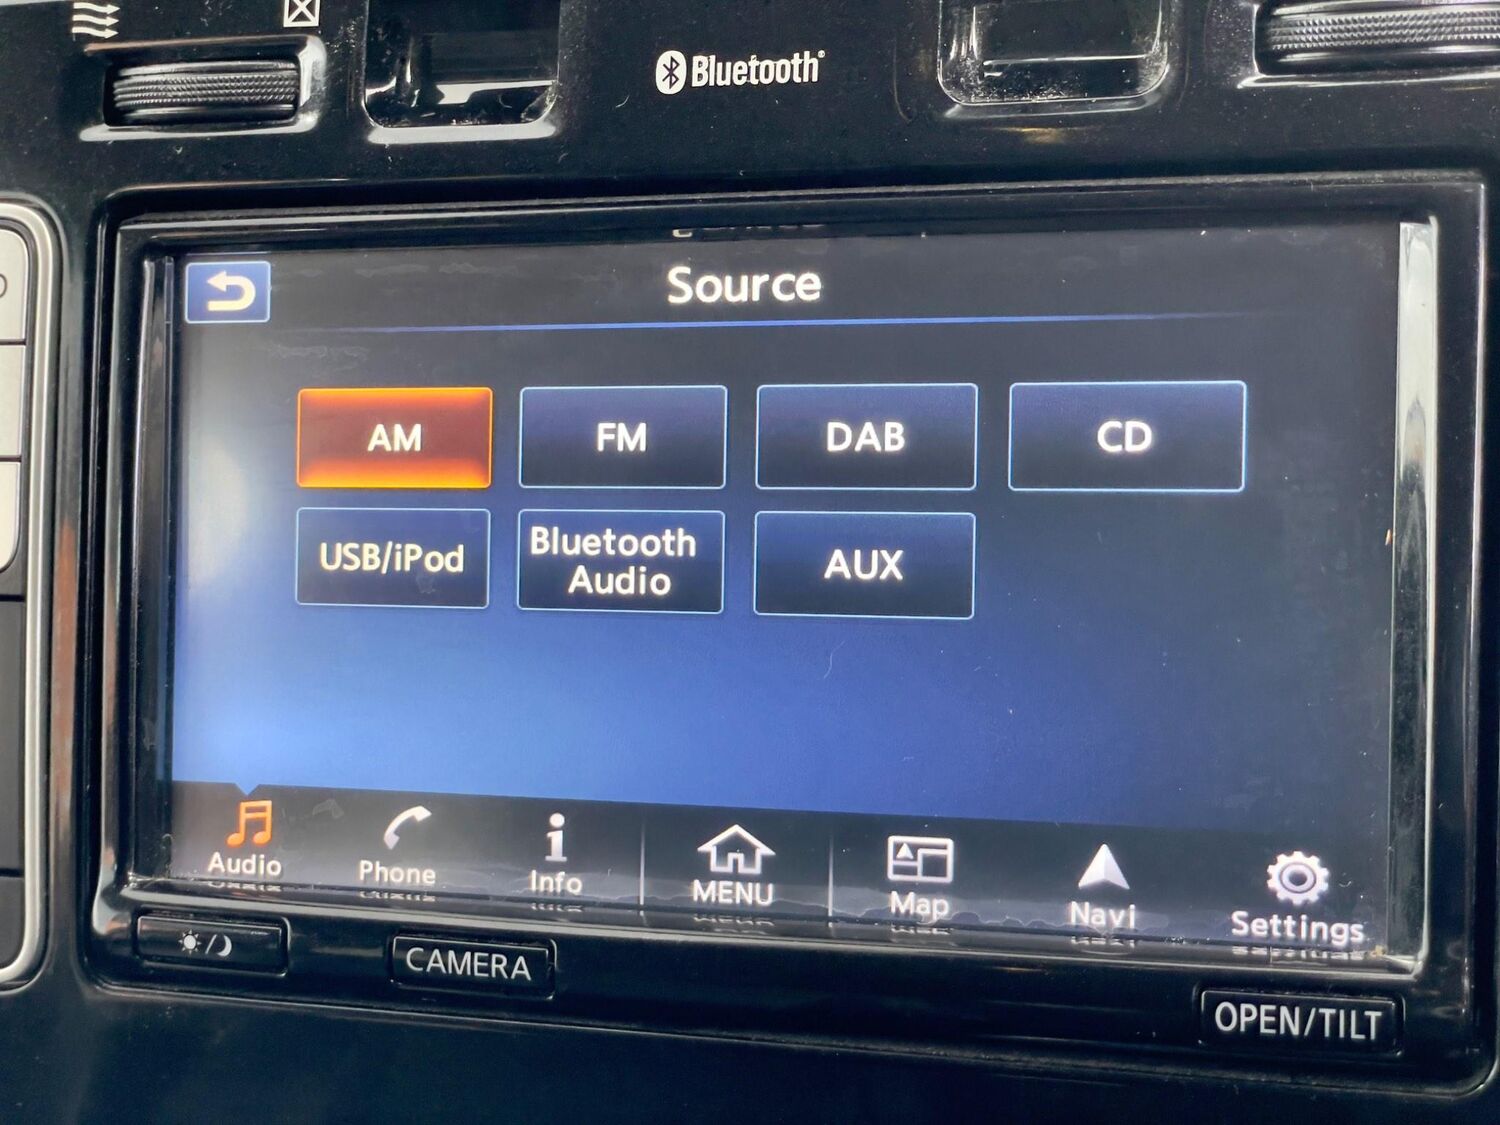 Bluetooth®
Source
AM
FM
DAB
CD
USB/iPod
Bluetooth
Audio
AUX
Audio
Phone
Info
MENU
Map
Navi
Settings
CAMERA
OPEN/TILT